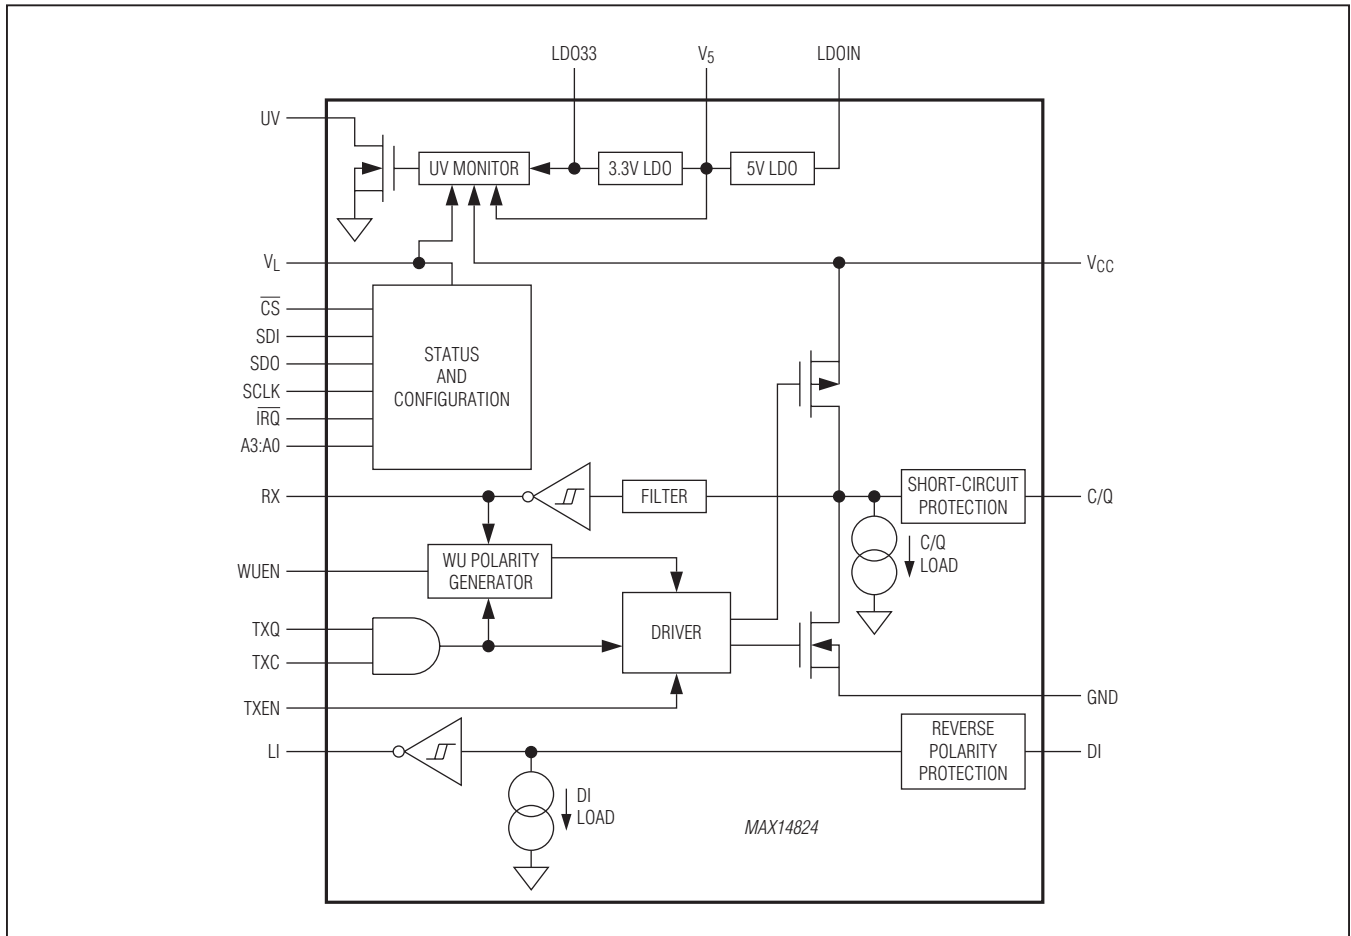 LDO33
V5
LDOIN
UV
UV MONITOR
3.3V LDO
5V LDO
VL
VCC
CS
SDI
SDO
SCLK
IRQ
A3:A0
STATUS
AND
CONFIGURATION
RX
FILTER
SHORT-CIRCUIT
PROTECTION
C/Q
C/Q
LOAD
WUEN
WU POLARITY
GENERATOR
TXQ
TXC
DRIVER
TXEN
GND
LI
REVERSE
POLARITY
PROTECTION
DI
DI
LOAD
MAX14824